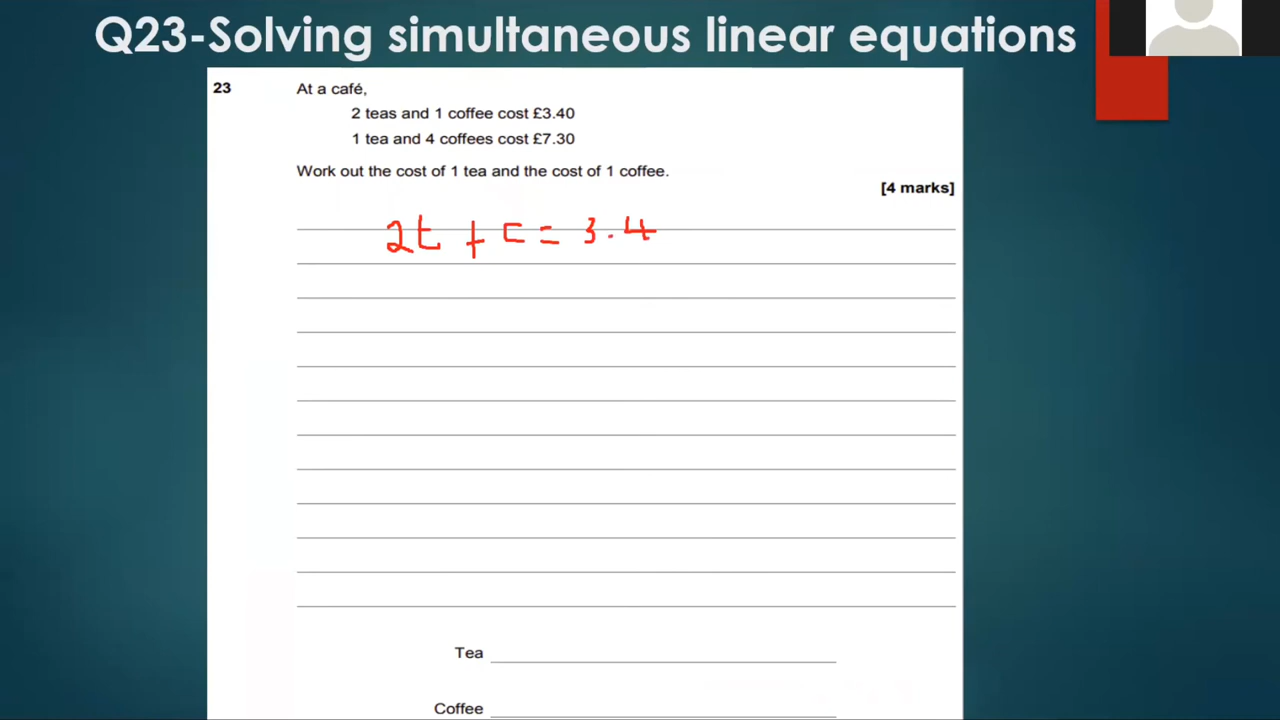 Q23-Solving simultaneous linear equations
23 At a café,
2 teas and 1 coffee cost £3.40
1 tea and 4 coffees cost £7.30
Work out the cost of 1 tea and the cost of 1 coffee.
[4 marks]
2t + c = 3.4
Tea
Coffee